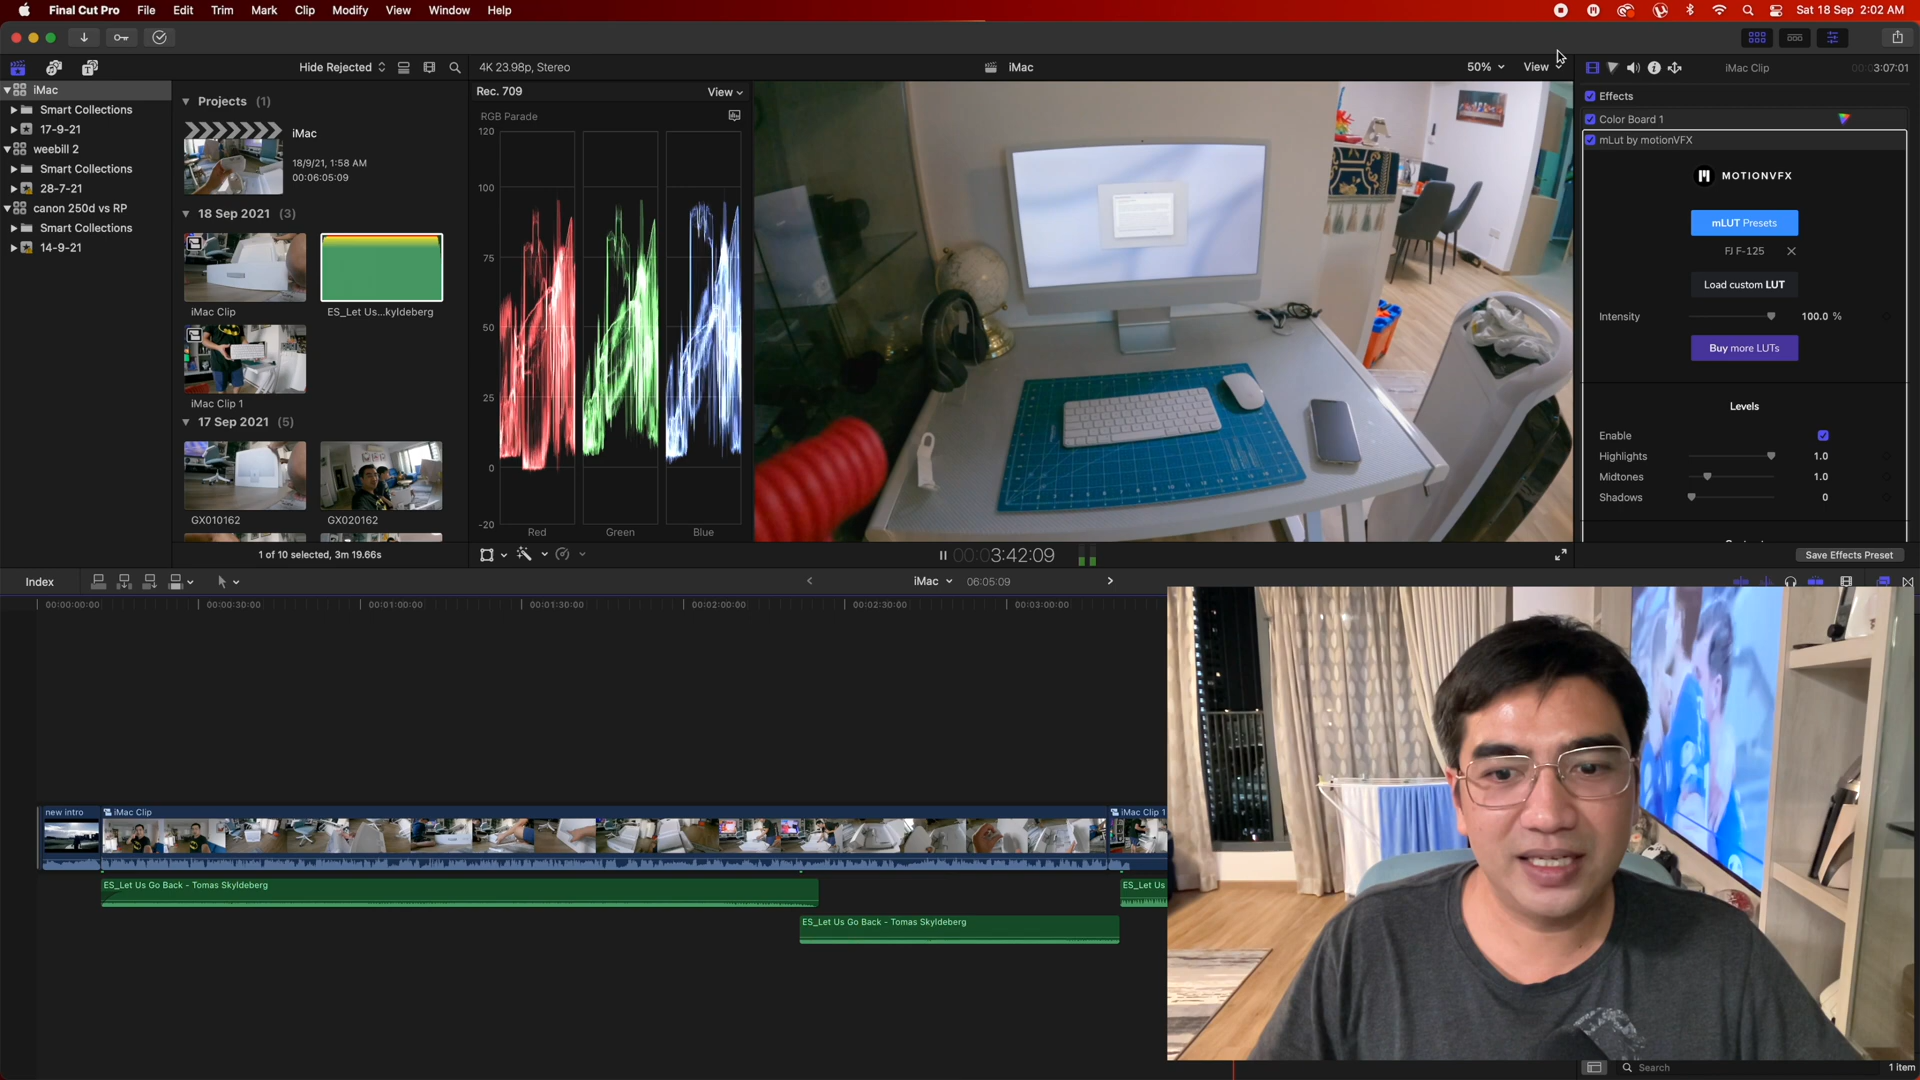 Final Cut Pro File Edit Trim Mark Clip Modify View Window Help Sat 18 Sep 2:02 AM
Hide Rejected 4K 23.98p, Stereo iMac 50% View iMac Clip 3:07:01
iMac
Smart Collections
17-9-21
weebill 2
Smart Collections
28-7-21
canon 250d vs RP
Smart Collections
14-9-21
Projects (1)
iMac
18/9/21, 1:58 AM
00:06:05:09
18 Sep 2021 (3)
iMac Clip ES_Let Us...kyldeberg
iMac Clip 1
17 Sep 2021 (5)
GX010162 GX020162
1 of 10 selected, 3m 19.66s
Rec. 709 View
RGB Parade
120
100
75
50
25
0
-20
Red Green Blue
00:03:42:09
Effects
Color Board 1
mLut by motionVFX
MOTIONVFX
mLUT Presets
FJ F-125
Load custom LUT
Intensity 100.0 %
Buy more LUTs
Levels
Enable
Highlights 1.0
Midtones 1.0
Shadows 0
Save Effects Preset
Index iMac 06:05:09
00:00:00:00 00:00:30:00 00:01:00:00 00:01:30:00 00:02:00:00 00:02:30:00 00:03:00:00
new intro iMac Clip iMac Clip 1
ES_Let Us Go Back - Tomas Skyldeberg ES_Let Us
ES_Let Us Go Back - Tomas Skyldeberg
Search 1 item